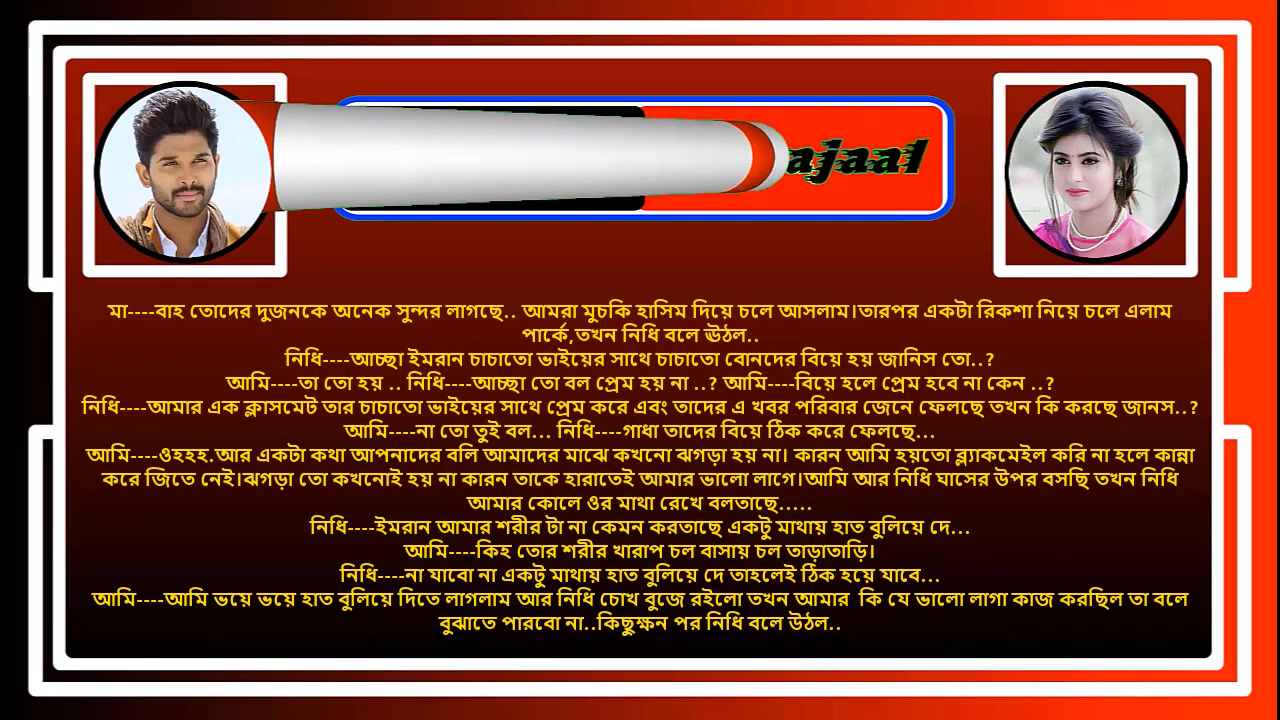 ajaal
মা----বাহ তোদের দুজনকে অনেক সুন্দর লাগছে.. আমরা মুচকি হাসিম দিয়ে চলে আসলাম।তারপর একটা রিকশা নিয়ে চলে এলাম
পার্কে,তখন নিধি বলে ঊঠল..
নিধি----আচ্ছা ইমরান চাচাতো ভাইয়ের সাথে চাচাতো বোনদের বিয়ে হয় জানিস তো..?
আমি----তা তো হয় .. নিধি----আচ্ছা তো বল প্রেম হয় না ..? আমি----বিয়ে হলে প্রেম হবে না কেন ..?
নিধি----আমার এক ক্লাসমেট তার চাচাতো ভাইয়ের সাথে প্রেম করে এবং তাদের এ খবর পরিবার জেনে ফেলছে তখন কি করছে জানস..?
আমি----না তো তুই বল... নিধি----গাধা তাদের বিয়ে ঠিক করে ফেলছে...
আমি----ওহহহ.আর একটা কথা আপনাদের বলি আমাদের মাঝে কখনো ঝগড়া হয় না। কারন আমি হয়তো ব্ল্যাকমেইল করি না হলে কান্না
করে জিতে নেই।ঝগড়া তো কখনোই হয় না কারন তাকে হারাতেই আমার ভালো লাগে।আমি আর নিধি ঘাসের উপর বসছি তখন নিধি
আমার কোলে ওর মাথা রেখে বলতাছে.....
নিধি----ইমরান আমার শরীর টা না কেমন করতাছে একটু মাথায় হাত বুলিয়ে দে...
আমি----কিহ তোর শরীর খারাপ চল বাসায় চল তাড়াতাড়ি।
নিধি----না যাবো না একটু মাথায় হাত বুলিয়ে দে তাহলেই ঠিক হয়ে যাবে...
আমি----আমি ভয়ে ভয়ে হাত বুলিয়ে দিতে লাগলাম আর নিধি চোখ বুজে রইলো তখন আমার  কি যে ভালো লাগা কাজ করছিল তা বলে
বুঝাতে পারবো না..কিছুক্ষন পর নিধি বলে উঠল..